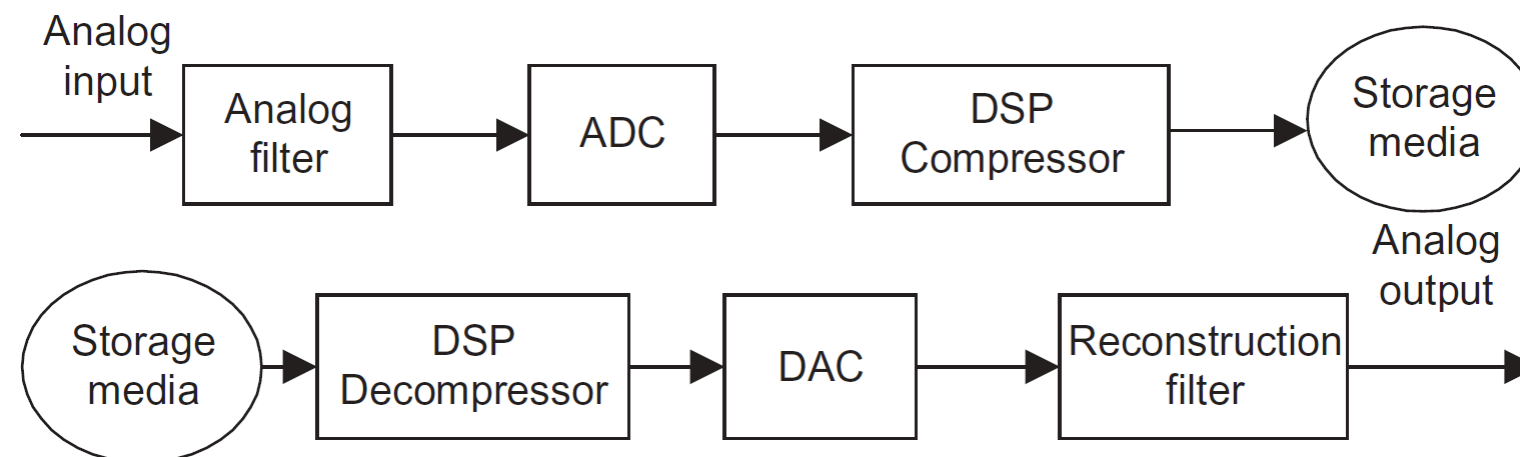 Analog
input
Analog
filter
ADC
DSP
Compressor
Storage
media
Storage
media
DSP
Decompressor
DAC
Reconstruction
filter
Analog
output